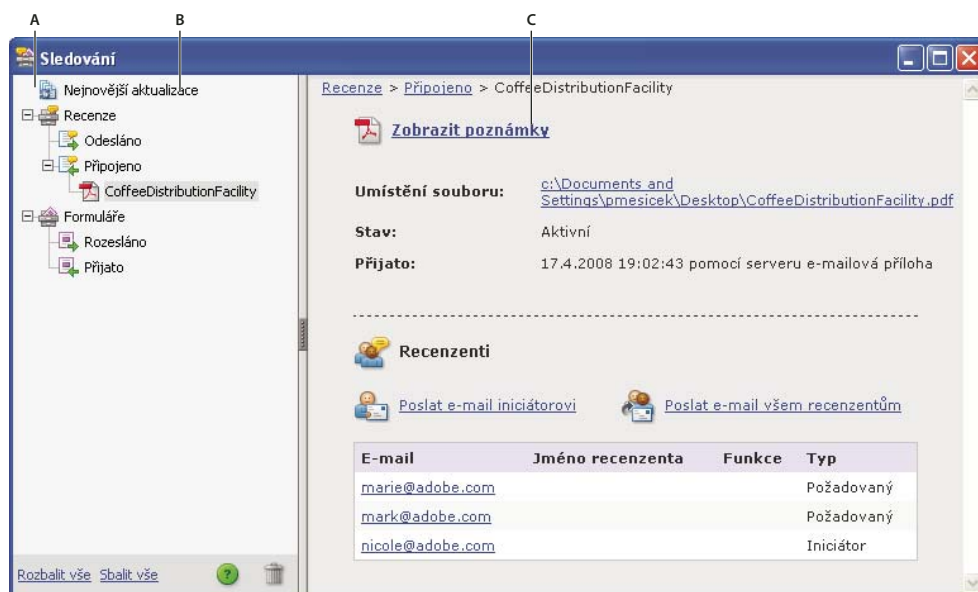 A B C
Sledování
Nejnovější aktualizace
Recenze
Odesláno
Připojeno
CoffeeDistributionFacility
Formuláře
Rozesláno
Přijato
Rozbalit vše Sbalit vše
Recenze > Připojeno > CoffeeDistributionFacility
Zobrazit poznámky
Umístění souboru: c:\Documents and
Settings\pmesicek\Desktop\CoffeeDistributionFacility.pdf
Stav: Aktivní
Přijato: 17.4.2008 19:02:43 pomocí serveru e-mailová příloha
Recenzenti
Poslat e-mail iniciátorovi Poslat e-mail všem recenzentům
E-mail Jméno recenzenta Funkce Typ
marie@adobe.com Požadovaný
mark@adobe.com Požadovaný
nicole@adobe.com Iniciátor